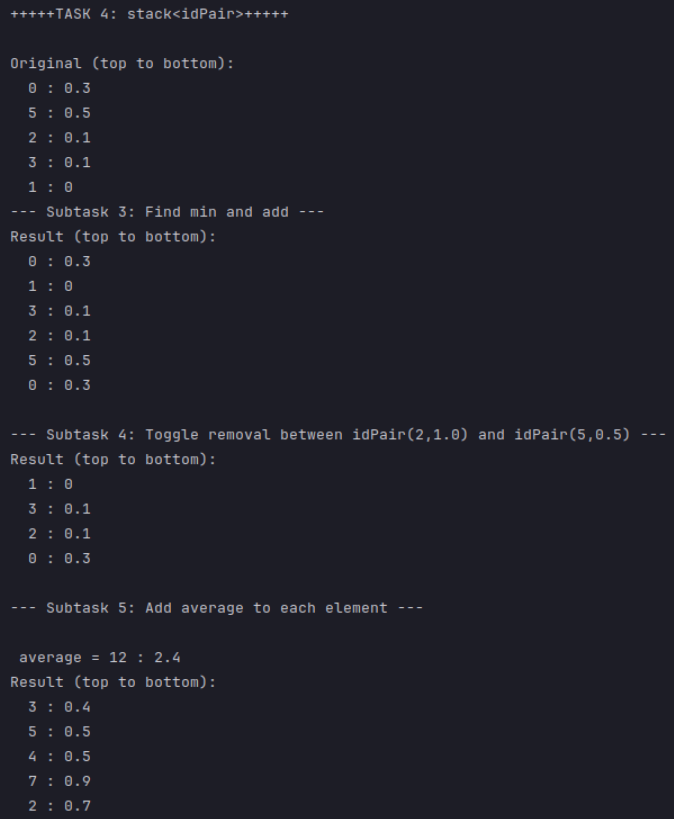 +++++TASK 4: stack<idPair>+++++
Original (top to bottom):
0 : 0.3
5 : 0.5
2 : 0.1
3 : 0.1
1 : 0
--- Subtask 3: Find min and add ---
Result (top to bottom):
0 : 0.3
1 : 0
3 : 0.1
2 : 0.1
5 : 0.5
0 : 0.3
--- Subtask 4: Toggle removal between idPair(2,1.0) and idPair(5,0.5) ---
Result (top to bottom):
1 : 0
3 : 0.1
2 : 0.1
0 : 0.3
--- Subtask 5: Add average to each element ---
average = 12 : 2.4
Result (top to bottom):
3 : 0.4
5 : 0.5
4 : 0.5
7 : 0.9
2 : 0.7